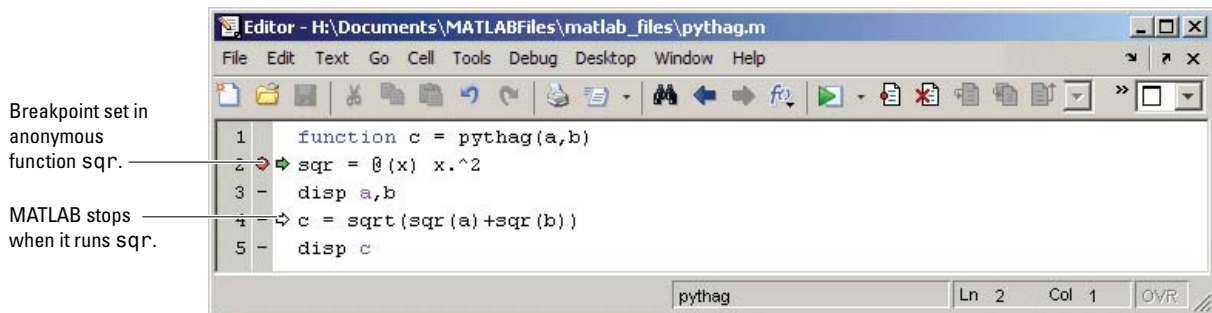 Editor - H:\Documents\MATLABFiles\matlab_files\pythag.m
File Edit Text Go Cell Tools Debug Desktop Window Help
Breakpoint set in
anonymous
function sqr.
MATLAB stops
when it runs sqr.
1 function c = pythag(a,b)
2 sqr = @(x) x.^2
3 - disp a,b
4 - c = sqrt(sqr(a)+sqr(b))
5 - disp c
pythag Ln 2 Col 1 OVR